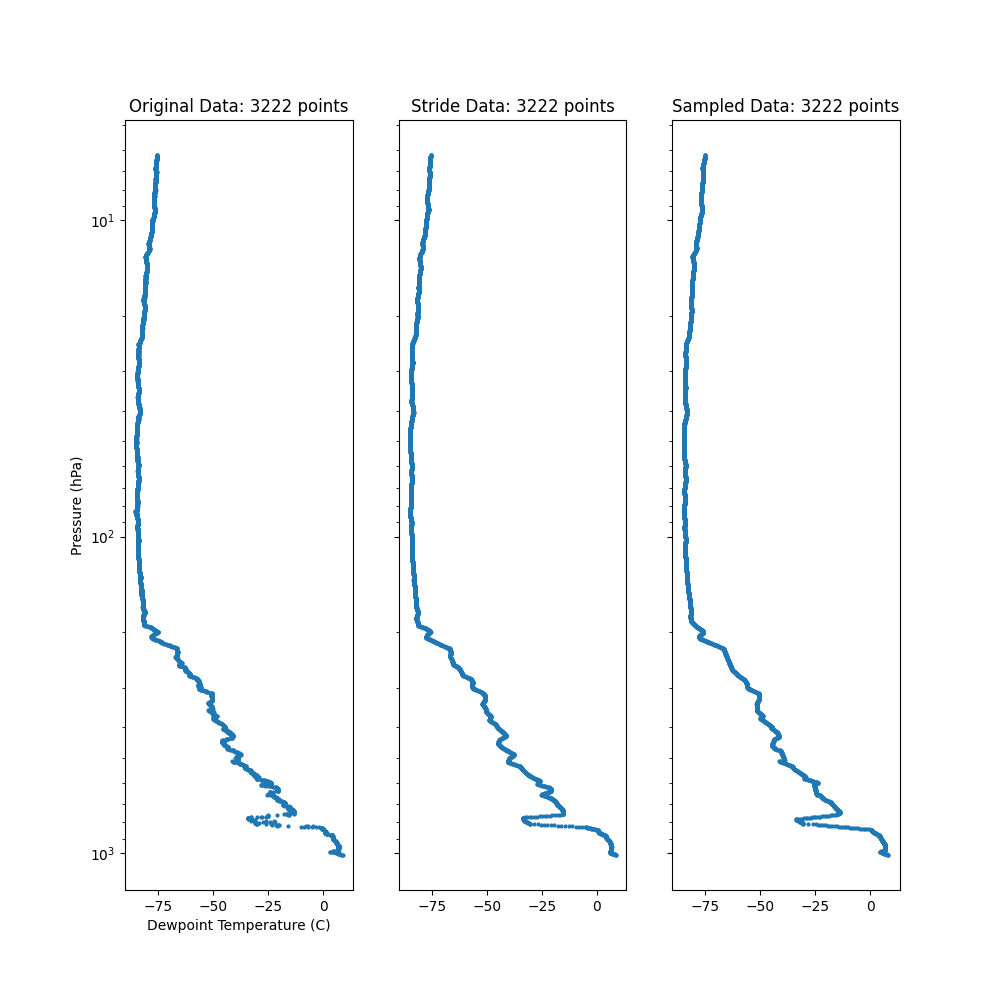 Original Data: 3222 points
Stride Data: 3222 points
Sampled Data: 3222 points
10¹
10²
10³
Pressure (hPa)
−75 −50 −25 0
−75 −50 −25 0
−75 −50 −25 0
Dewpoint Temperature (C)